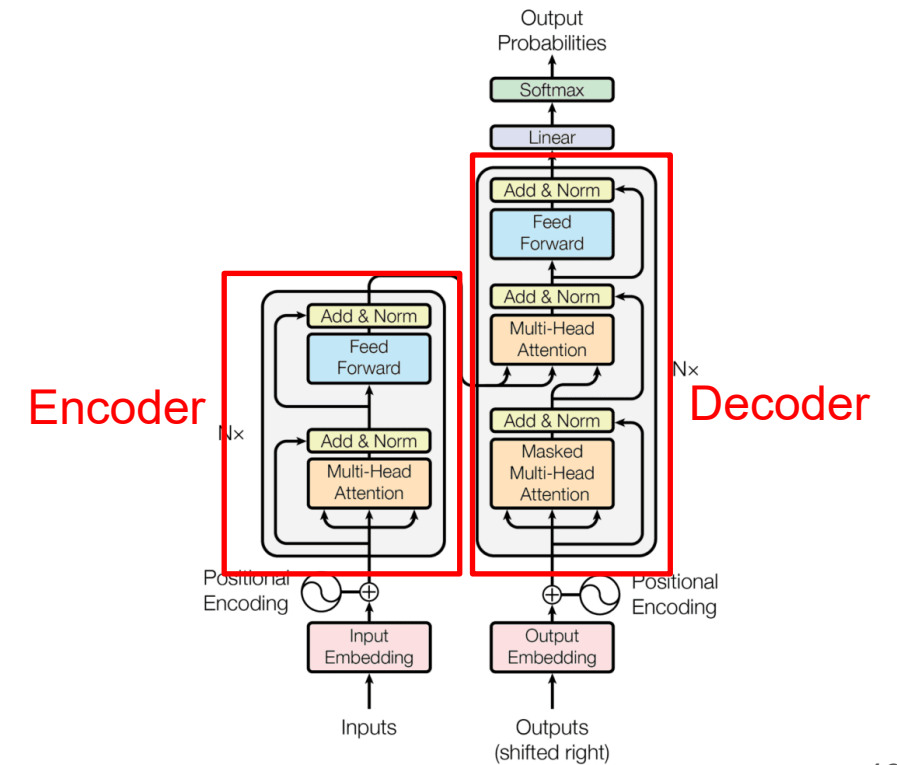 Output
Probabilities
Softmax
Linear
Add & Norm
Feed
Forward
Add & Norm
Multi-Head
Attention
Add & Norm
Masked
Multi-Head
Attention
N×
Decoder
Add & Norm
Feed
Forward
Add & Norm
Multi-Head
Attention
Encoder
N×
Positional
Encoding
Positional
Encoding
Input
Embedding
Output
Embedding
Inputs
Outputs
(shifted right)